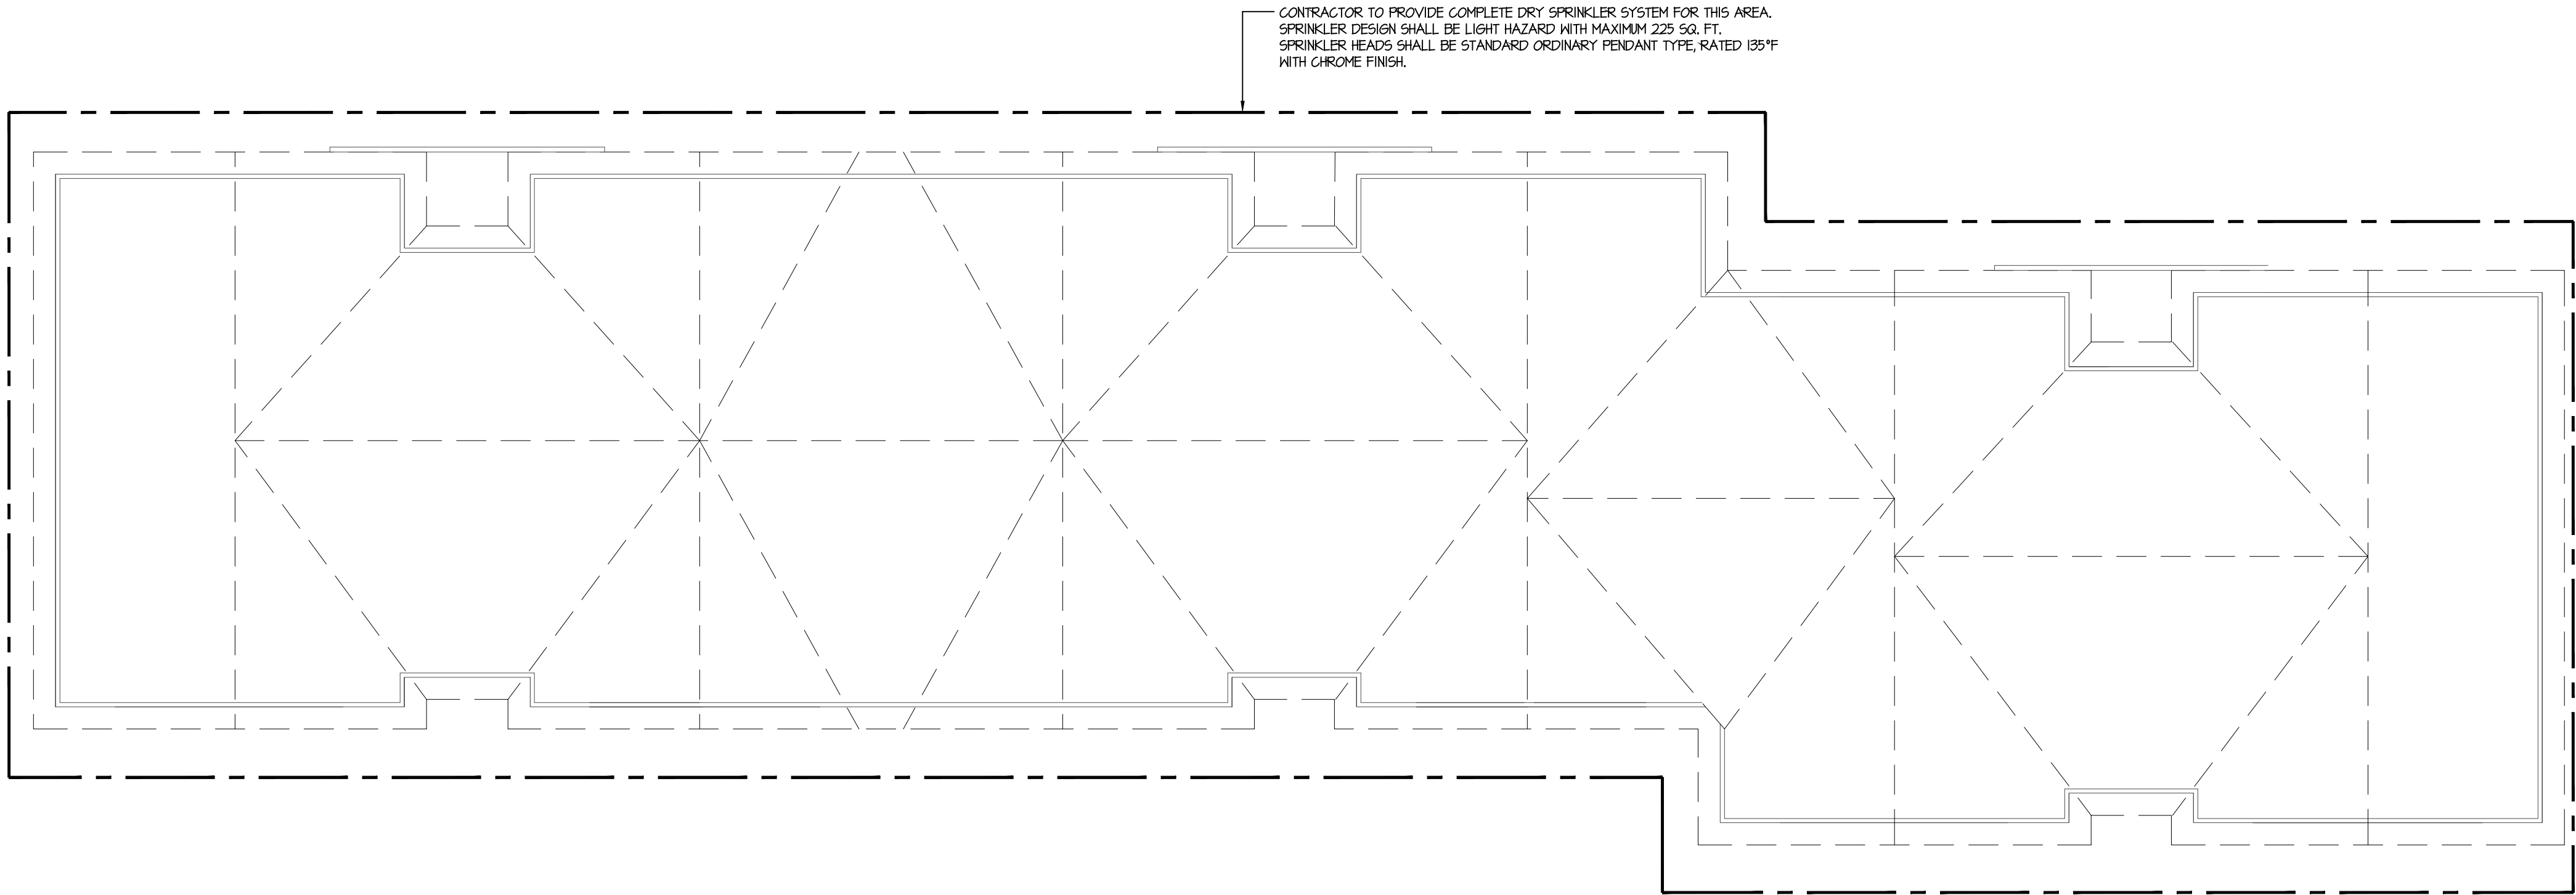 CONTRACTOR TO PROVIDE COMPLETE DRY SPRINKLER SYSTEM FOR THIS AREA.
SPRINKLER DESIGN SHALL BE LIGHT HAZARD WITH MAXIMUM 225 SQ. FT.
SPRINKLER HEADS SHALL BE STANDARD ORDINARY PENDANT TYPE, RATED 135°F
WITH CHROME FINISH.